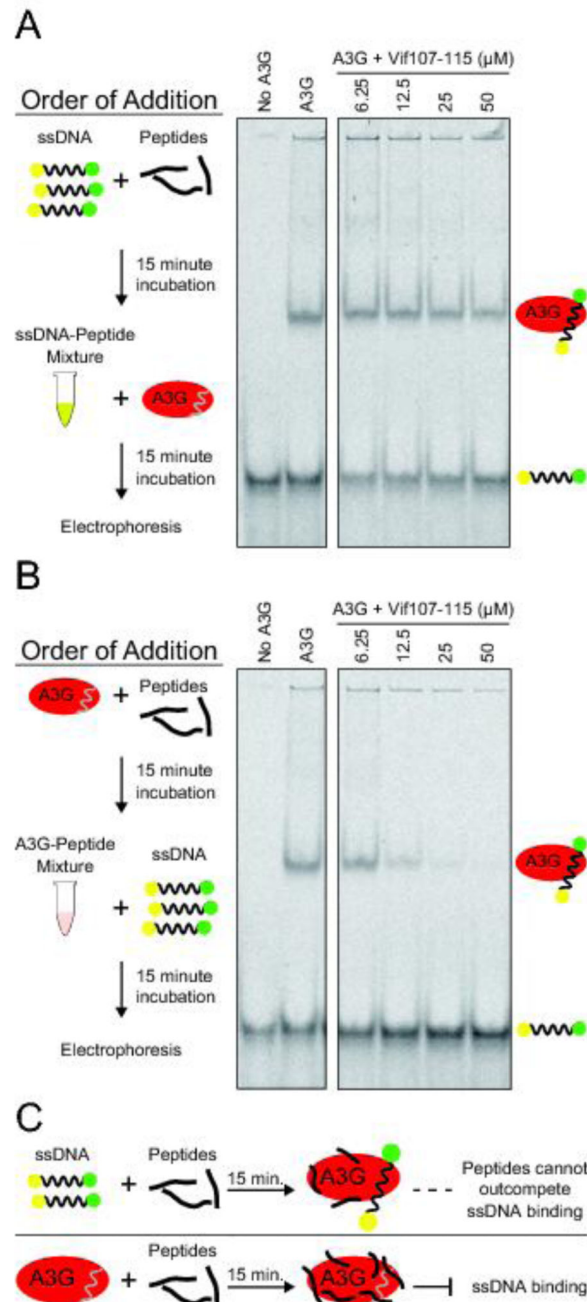 A
Order of Addition
ssDNA
Peptides
+
15 minute
incubation
ssDNA-Peptide
Mixture
+
A3G
15 minute
incubation
Electrophoresis
No A3G
A3G
A3G + Vif107-115 (µM)
6.25
12.5
25
50
A3G
B
Order of Addition
A3G
+
Peptides
15 minute
incubation
A3G-Peptide
Mixture
ssDNA
+
15 minute
incubation
Electrophoresis
No A3G
A3G
A3G + Vif107-115 (µM)
6.25
12.5
25
50
A3G
C
ssDNA
Peptides
+
15 min.
A3G
Peptides cannot
outcompete
ssDNA binding
Peptides
A3G
+
15 min.
A3G
ssDNA binding